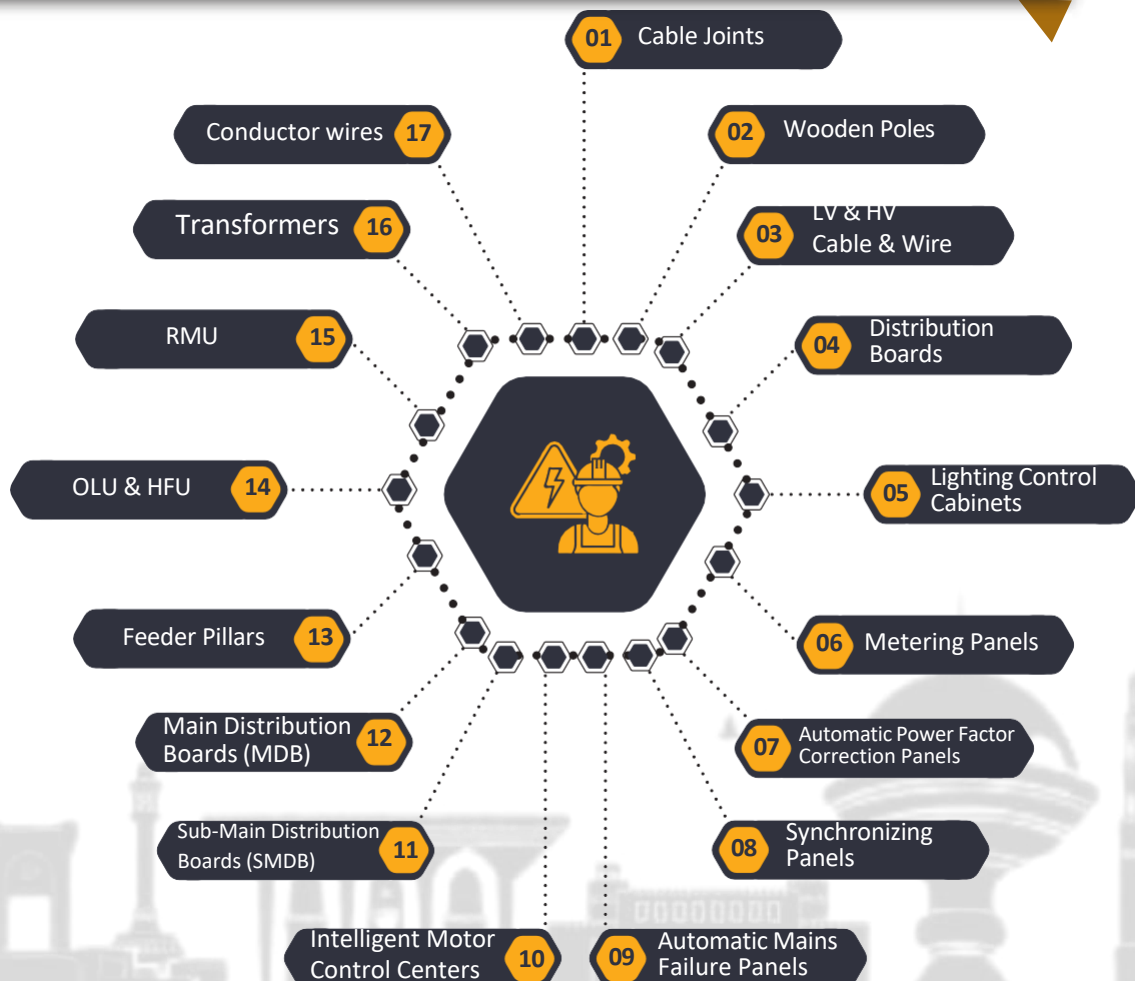 01 Cable Joints
02 Wooden Poles
03 LV & HV
Cable & Wire
04 Distribution
Boards
05 Lighting Control
Cabinets
06 Metering Panels
07 Automatic Power Factor
Correction Panels
08 Synchronizing
Panels
09 Automatic Mains
Failure Panels
Intelligent Motor
Control Centers 10
Sub-Main Distribution
Boards (SMDB) 11
Main Distribution
Boards (MDB) 12
Feeder Pillars 13
OLU & HFU 14
RMU 15
Transformers 16
Conductor wires 17